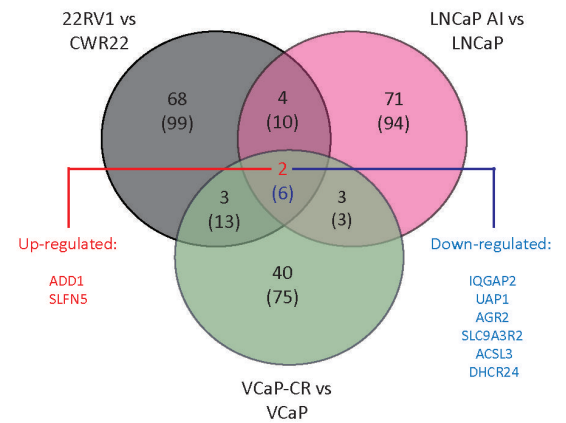 22RV1 vs
CWR22
LNCaP AI vs
LNCaP
68
(99)
4
(10)
71
(94)
2
(6)
3
(13)
3
(3)
40
(75)
Up-regulated:
ADD1
SLFN5
Down-regulated:
IQGAP2
UAP1
AGR2
SLC9A3R2
ACSL3
DHCR24
VCaP-CR vs
VCaP